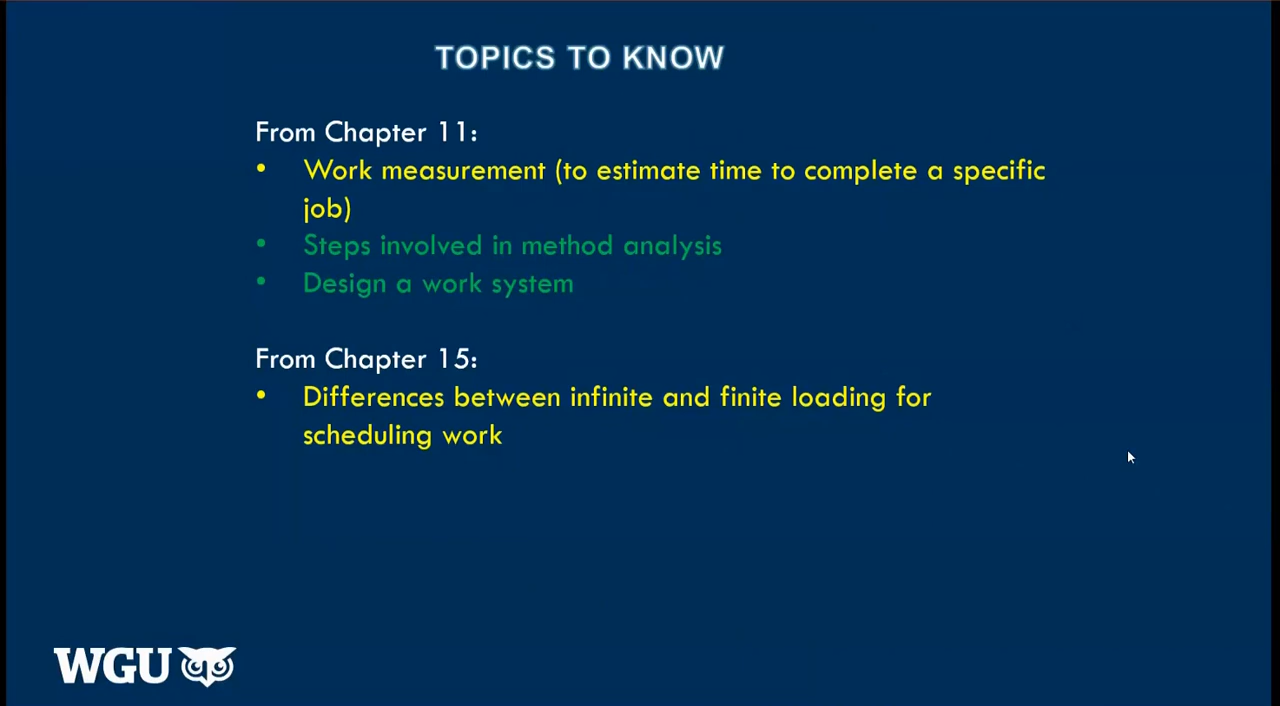 TOPICS TO KNOW
From Chapter 11:
• Work measurement (to estimate time to complete a specific
job)
• Steps involved in method analysis
• Design a work system
From Chapter 15:
• Differences between infinite and finite loading for
scheduling work
WGU